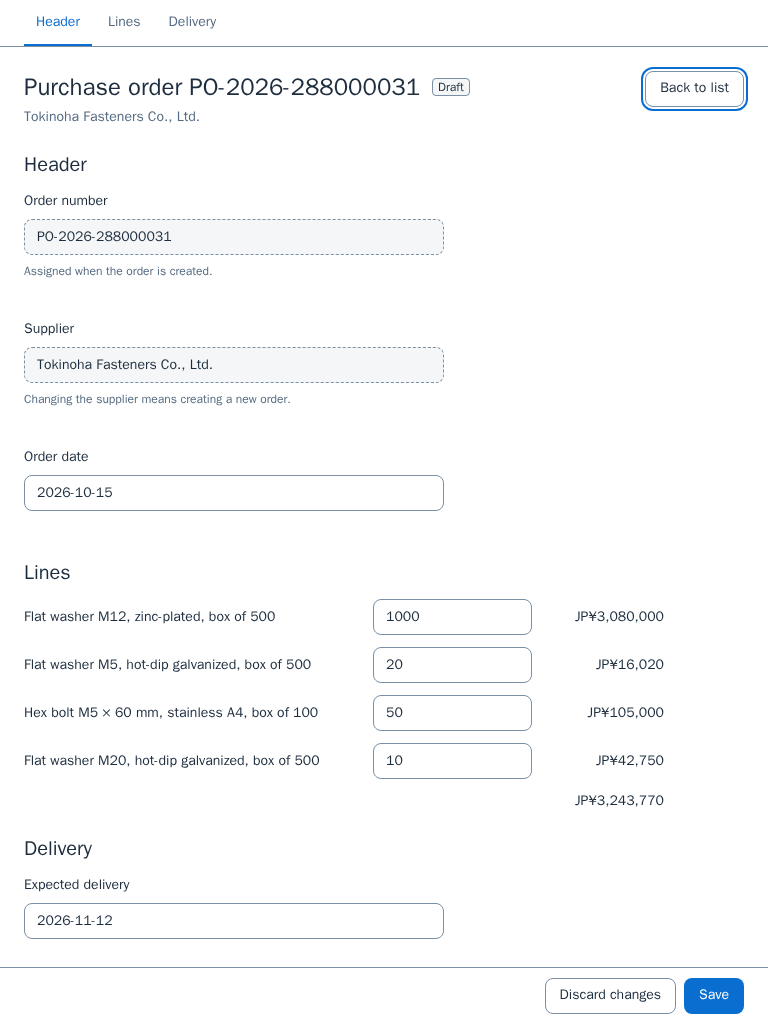 Header Lines Delivery
Purchase order PO-2026-288000031 Draft Back to list
Tokinoha Fasteners Co., Ltd.
Header
Order number
PO-2026-288000031
Assigned when the order is created.
Supplier
Tokinoha Fasteners Co., Ltd.
Changing the supplier means creating a new order.
Order date
2026-10-15
Lines
Flat washer M12, zinc-plated, box of 500 1000 JP¥3,080,000
Flat washer M5, hot-dip galvanized, box of 500 20 JP¥16,020
Hex bolt M5 × 60 mm, stainless A4, box of 100 50 JP¥105,000
Flat washer M20, hot-dip galvanized, box of 500 10 JP¥42,750
JP¥3,243,770
Delivery
Expected delivery
2026-11-12
Discard changes Save